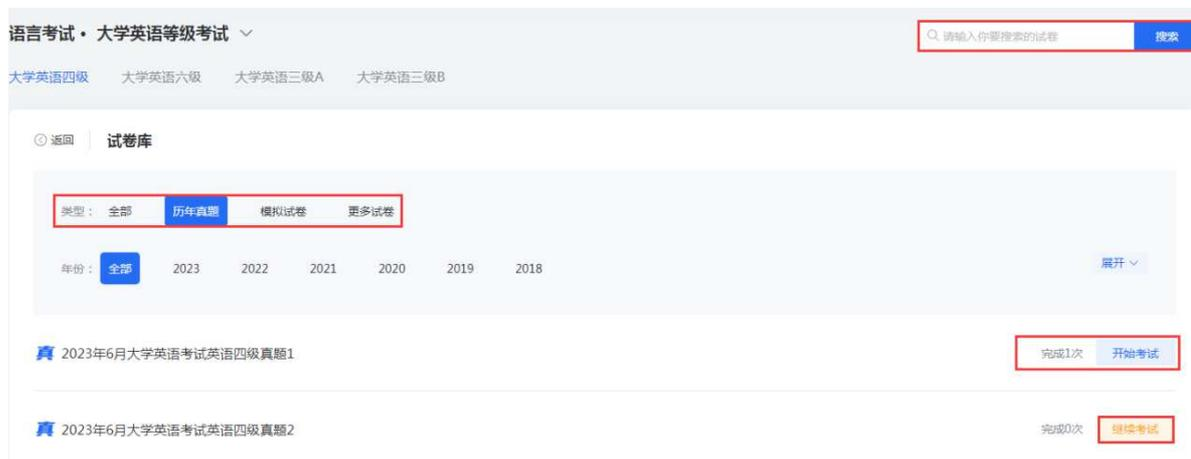 语言考试• 大学英语等级考试
请输入你要搜索的试卷 搜索
大学英语四级 大学英语六级 大学英语三级A 大学英语三级B
返回 试卷库
类型： 全部 历年真题 模拟试卷 更多试卷
年份： 全部 2023 2022 2021 2020 2019 2018 展开
真 2023年6月大学英语考试英语四级真题1 完成1次 开始考试
真 2023年6月大学英语考试英语四级真题2 完成0次 继续考试